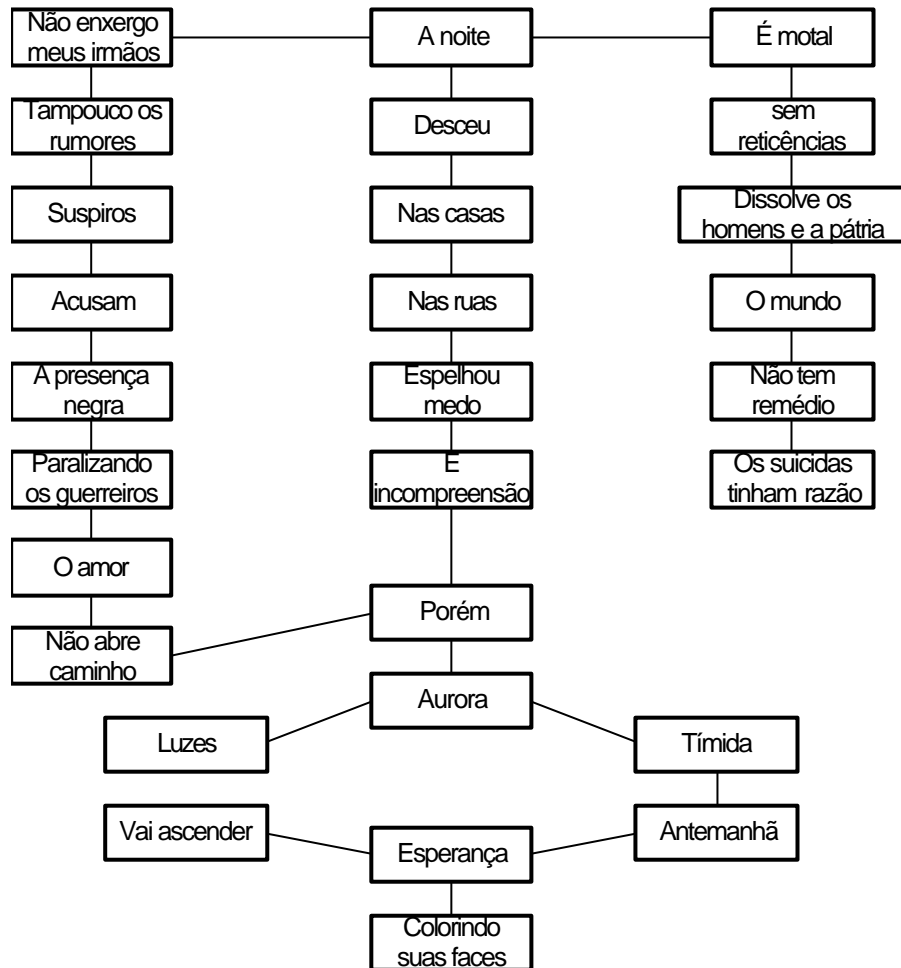 Não enxergo
meus irmãos
A noite
É motal
Tampouco os
rumores
Desceu
sem
reticências
Suspiros
Nas casas
Dissolve os
homens e a pátria
Acusam
Nas ruas
O mundo
A presença
negra
Espelhou
medo
Não tem
remédio
Paralizando
os guerreiros
E
incompreensão
Os suicidas
tinham razão
O amor
Porém
Não abre
caminho
Aurora
Luzes
Tímida
Vai ascender
Esperança
Antemanhã
Colorindo
suas faces